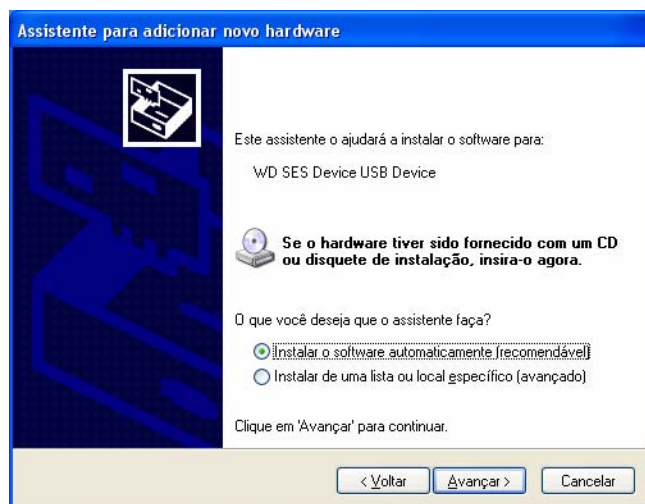 Assistente para adicionar novo hardware
Este assistente o ajudará a instalar o software para:
WD SES Device USB Device
Se o hardware tiver sido fornecido com um CD
ou disquete de instalação, insira-o agora.
O que você deseja que o assistente faça?
Instalar o software automaticamente (recomendável)
Instalar de uma lista ou local específico (avançado)
Clique em 'Avançar' para continuar.
< Voltar
Avançar >
Cancelar